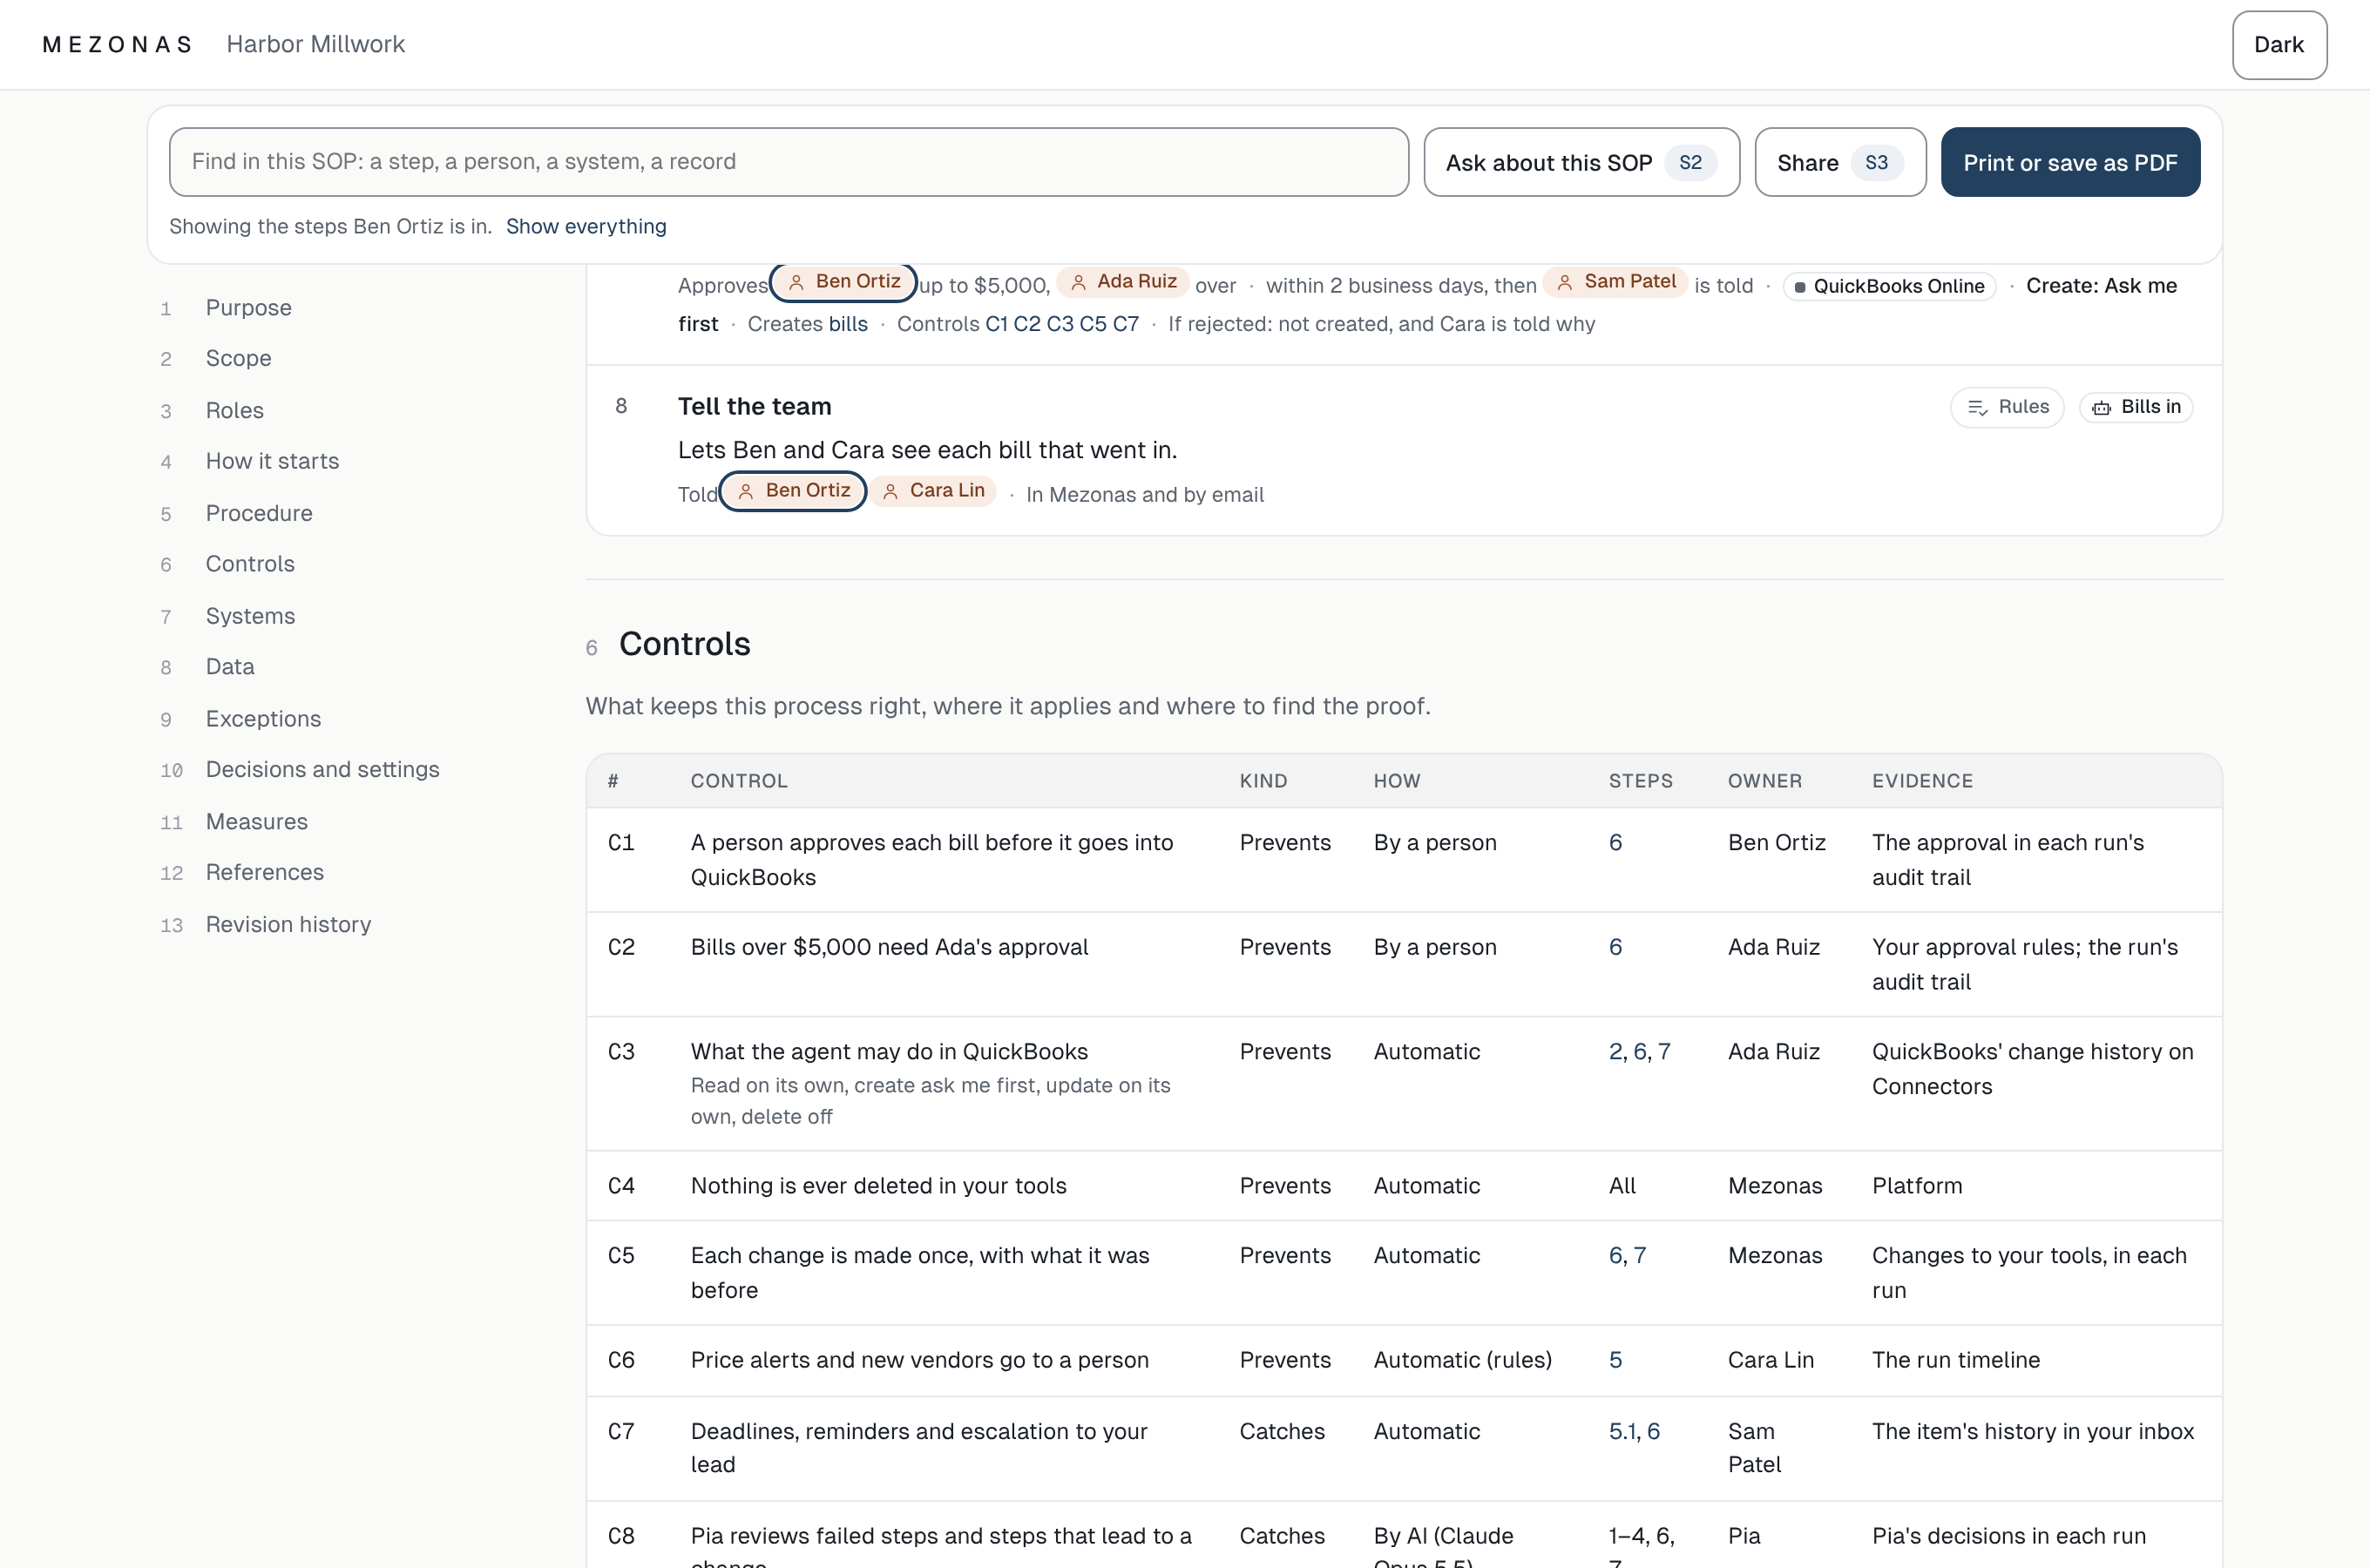 MEZONAS Harbor Millwork Dark
Find in this SOP: a step, a person, a system, a record
Ask about this SOP S2
Share S3
Print or save as PDF
Showing the steps Ben Ortiz is in. Show everything
1 Purpose
2 Scope
3 Roles
4 How it starts
5 Procedure
6 Controls
7 Systems
8 Data
9 Exceptions
10 Decisions and settings
11 Measures
12 References
13 Revision history
Approves Ben Ortiz up to $5,000, Ada Ruiz over · within 2 business days, then Sam Patel is told · QuickBooks Online · Create: Ask me
first · Creates bills · Controls C1 C2 C3 C5 C7 · If rejected: not created, and Cara is told why
8 Tell the team Rules Bills in
Lets Ben and Cara see each bill that went in.
Told Ben Ortiz Cara Lin · In Mezonas and by email
6 Controls
What keeps this process right, where it applies and where to find the proof.
# CONTROL KIND HOW STEPS OWNER EVIDENCE
C1 A person approves each bill before it goes into Prevents By a person 6 Ben Ortiz The approval in each run's
QuickBooks audit trail
C2 Bills over $5,000 need Ada's approval Prevents By a person 6 Ada Ruiz Your approval rules; the run's
audit trail
C3 What the agent may do in QuickBooks Prevents Automatic 2, 6, 7 Ada Ruiz QuickBooks' change history on
Read on its own, create ask me first, update on its Connectors
own, delete off
C4 Nothing is ever deleted in your tools Prevents Automatic All Mezonas Platform
C5 Each change is made once, with what it was Prevents Automatic 6, 7 Mezonas Changes to your tools, in each
before run
C6 Price alerts and new vendors go to a person Prevents Automatic (rules) 5 Cara Lin The run timeline
C7 Deadlines, reminders and escalation to your Catches Automatic 5.1, 6 Sam The item's history in your inbox
lead Patel
C8 Pia reviews failed steps and steps that lead to a Catches By AI (Claude 1–4, 6, Pia Pia's decisions in each run